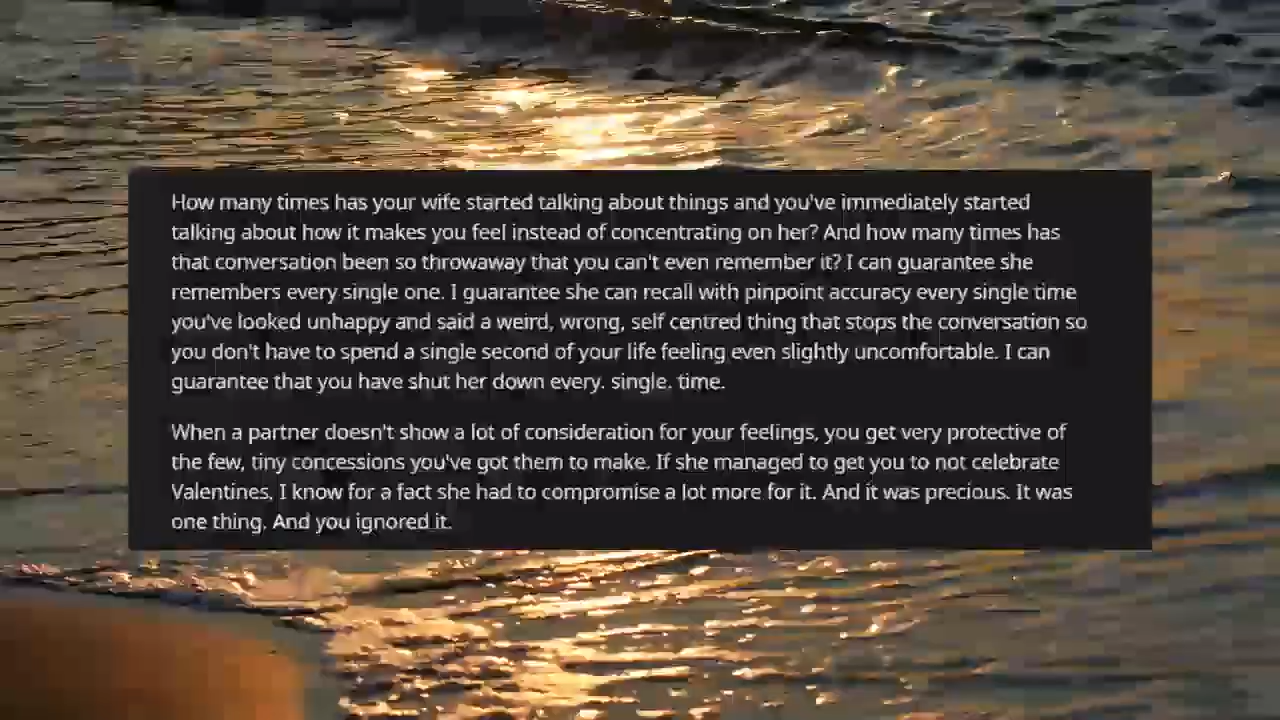 How many times has your wife started talking about things and you've immediately started
talking about how it makes you feel instead of concentrating on her? And how many times has
that conversation been so throwaway that you can't even remember it? I can guarantee she
remembers every single one. I guarantee she can recall with pinpoint accuracy every single time
you've looked unhappy and said a weird, wrong, self centred thing that stops the conversation so
you don't have to spend a single second of your life feeling even slightly uncomfortable. I can
guarantee that you have shut her down every. single. time.
When a partner doesn't show a lot of consideration for your feelings, you get very protective of
the few, tiny concessions you've got them to make. If she managed to get you to not celebrate
Valentines, I know for a fact she had to compromise a lot more for it. And it was precious. It was
one thing. And you ignored it.